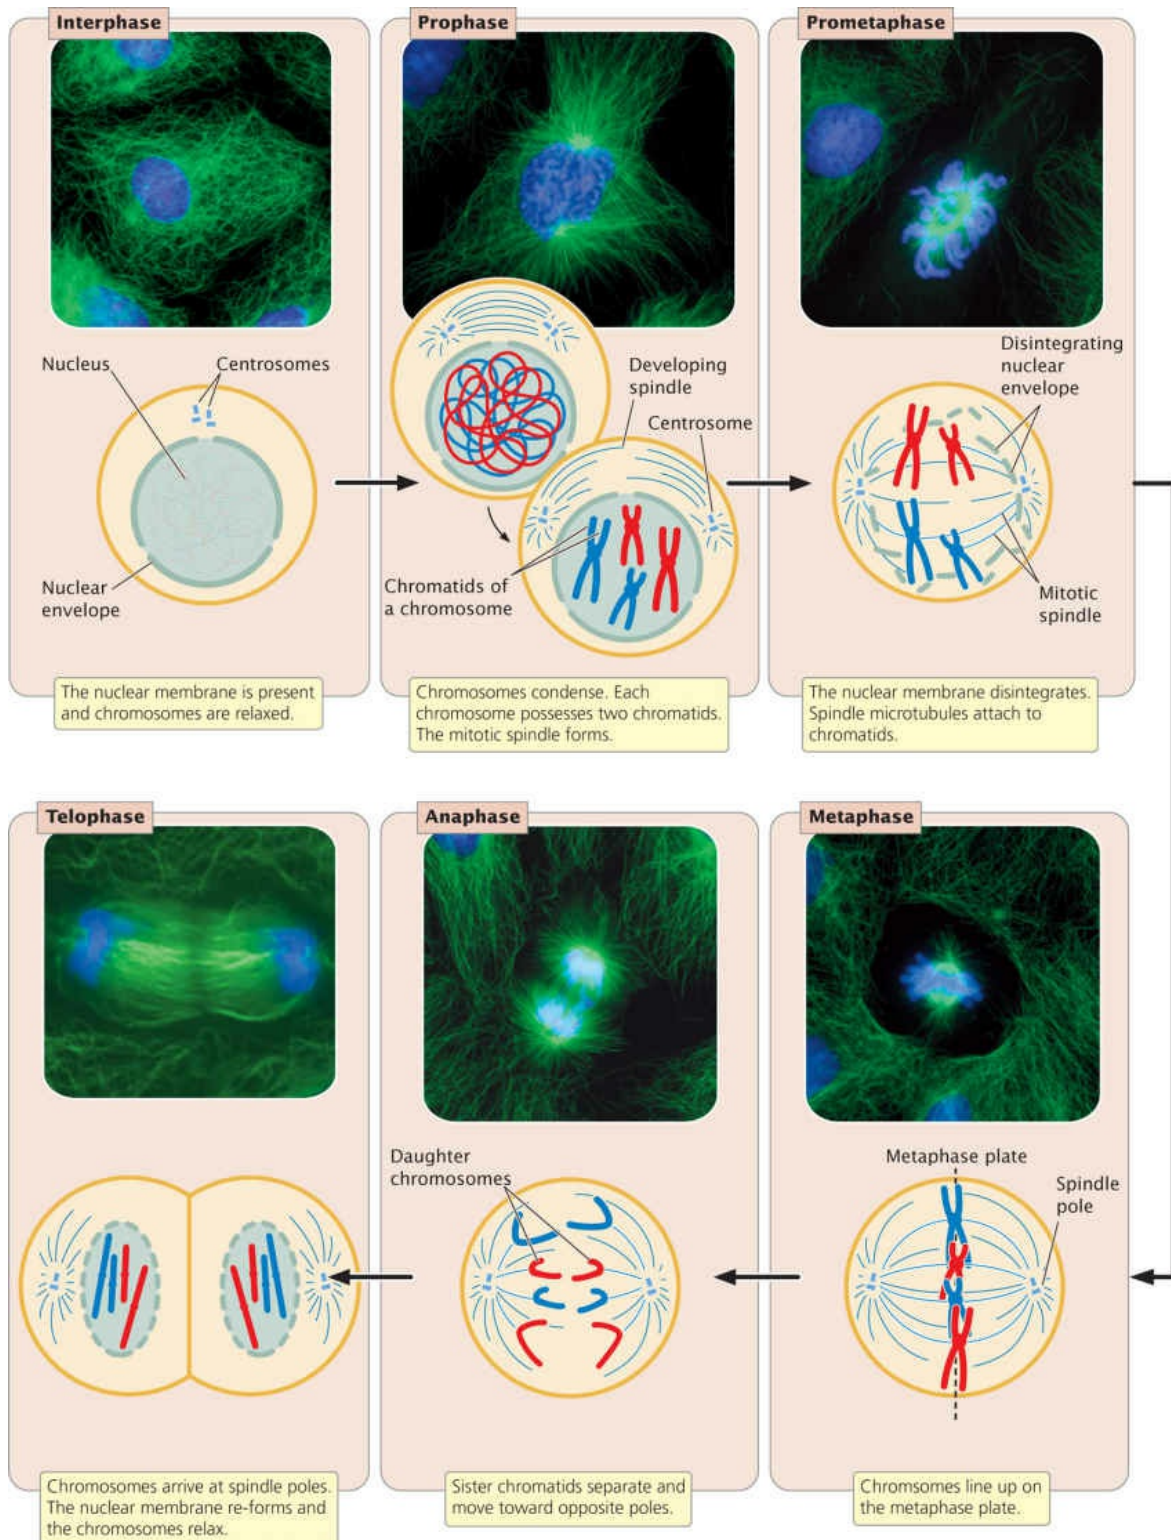 Interphase
Prophase
Prometaphase
Nucleus
Centrosomes
Nuclear
envelope
The nuclear membrane is present
and chromosomes are relaxed.
Developing
spindle
Centrosome
Chromatids of
a chromosome
Chromosomes condense. Each
chromosome possesses two chromatids.
The mitotic spindle forms.
Disintegrating
nuclear
envelope
Mitotic
spindle
The nuclear membrane disintegrates.
Spindle microtubules attach to
chromatids.
Telophase
Anaphase
Metaphase
Chromosomes arrive at spindle poles.
The nuclear membrane re-forms and
the chromosomes relax.
Daughter
chromosomes
Sister chromatids separate and
move toward opposite poles.
Metaphase plate
Spindle
pole
Chromsomes line up on
the metaphase plate.